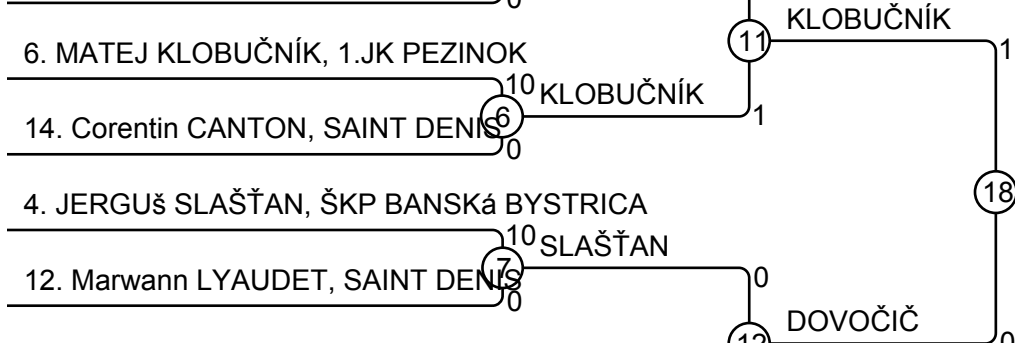 0
KLOBUČNÍK
11
1
6. MATEJ KLOBUČNÍK, 1.JK PEZINOK
10
KLOBUČNÍK
6
1
14. Corentin CANTON, SAINT DENIS
0
18
4. JERGUš SLAŠŤAN, ŠKP BANSKá BYSTRICA
10
SLAŠŤAN
7
0
12. Marwann LYAUDET, SAINT DENIS
0
DOVOČIČ
12
0